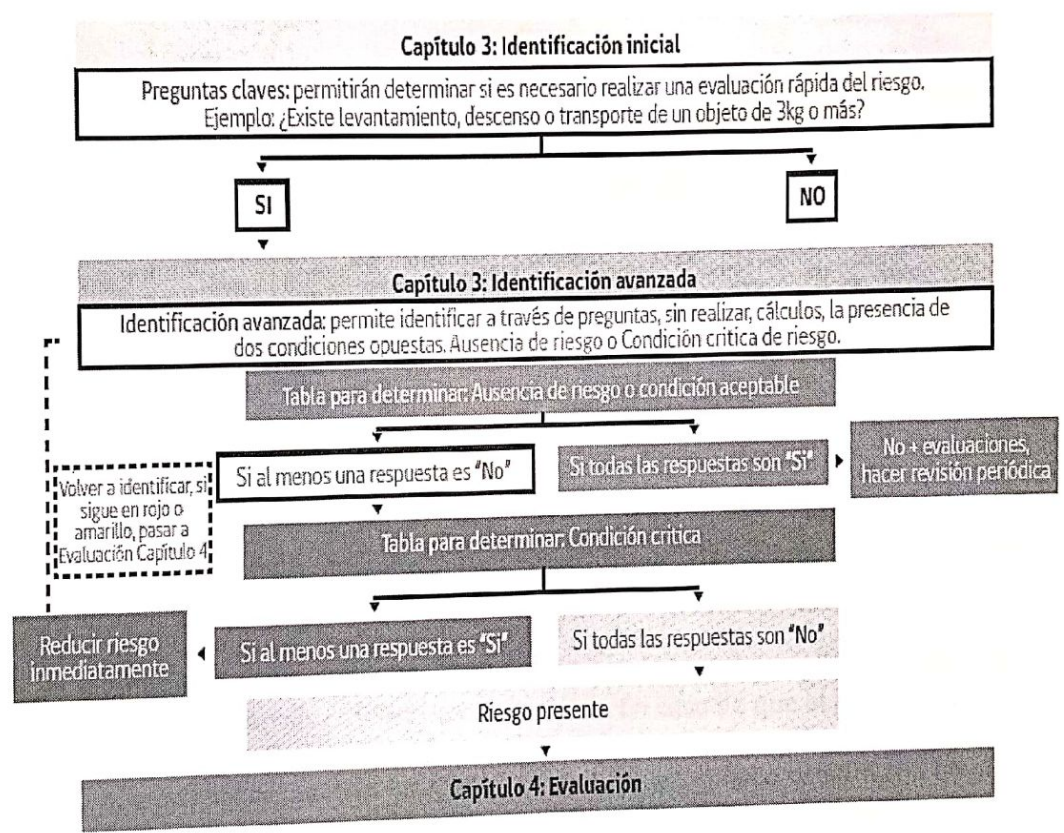 Capítulo 3: Identificación inicial
Preguntas claves: permitirán determinar si es necesario realizar una evaluación rápida del riesgo.
Ejemplo: ¿Existe levantamiento, descenso o transporte de un objeto de 3kg o más?
SI
NO
Capítulo 3: Identificación avanzada
Identificación avanzada: permite identificar a través de preguntas, sin realizar, cálculos, la presencia de
dos condiciones opuestas. Ausencia de riesgo o Condición critica de riesgo.
Tabla para determinar: Ausencia de riesgo o condición aceptable
Si al menos una respuesta es "No"
Si todas las respuestas son "Si"
No + evaluaciones,
hacer revisión periódica
Volver a identificar, si
sigue en rojo o
amarillo, pasar a
Evaluación Capítulo 4
Tabla para determinar: Condición critica
Reducir riesgo
inmediatamente
Si al menos una respuesta es "Si"
Si todas las respuestas son "No"
Riesgo presente
Capítulo 4: Evaluación